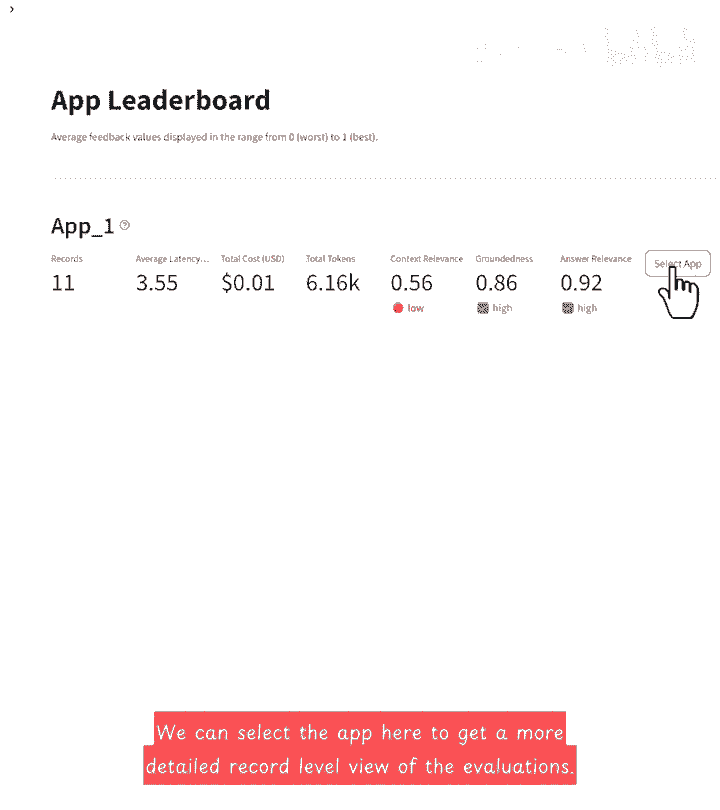 App Leaderboard
Average feedback values displayed in the range from 0 (worst) to 1 (best).
App_1
Records Average Latency... Total Cost (USD) Total Tokens Context Relevance Groundedness Answer Relevance Select App
11 3.55 $0.01 6.16k 0.56 0.86 0.92
low high high
We can select the app here to get a more
detailed record level view of the evaluations.